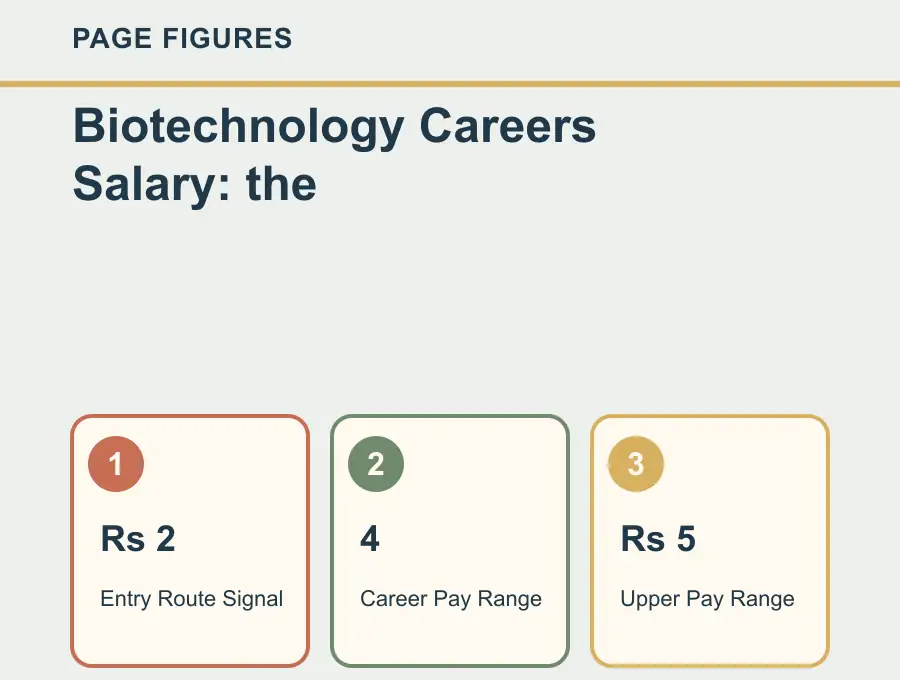 PAGE FIGURES
Biotechnology Careers
Salary: the
1
Rs 2
Entry Route Signal
2
4
Career Pay Range
3
Rs 5
Upper Pay Range